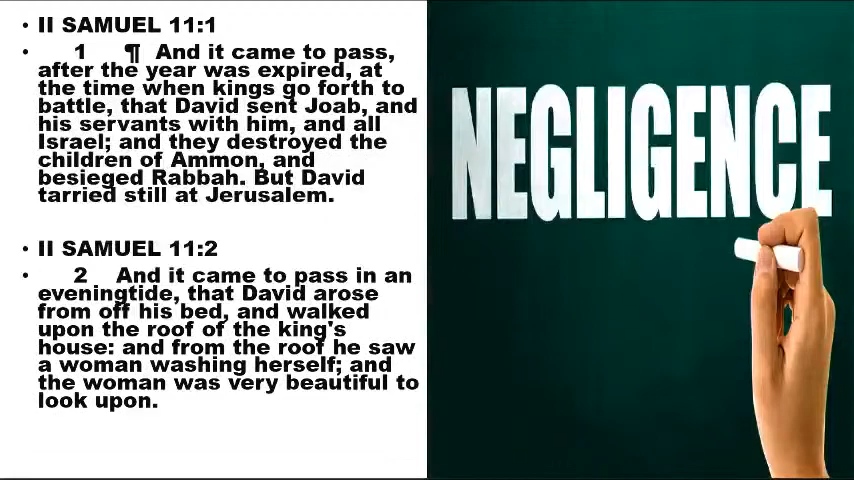 • II SAMUEL 11:1
• 1 ¶ And it came to pass,
after the year was expired, at
the time when kings go forth to
battle, that David sent Joab, and
his servants with him, and all
Israel; and they destroyed the
children of Ammon, and
besieged Rabbah. But David
tarried still at Jerusalem.
• II SAMUEL 11:2
• 2 And it came to pass in an
eveningtide, that David arose
from off his bed, and walked
upon the roof of the king's
house: and from the roof he saw
a woman washing herself; and
the woman was very beautiful to
look upon.
NEGLIGENCE